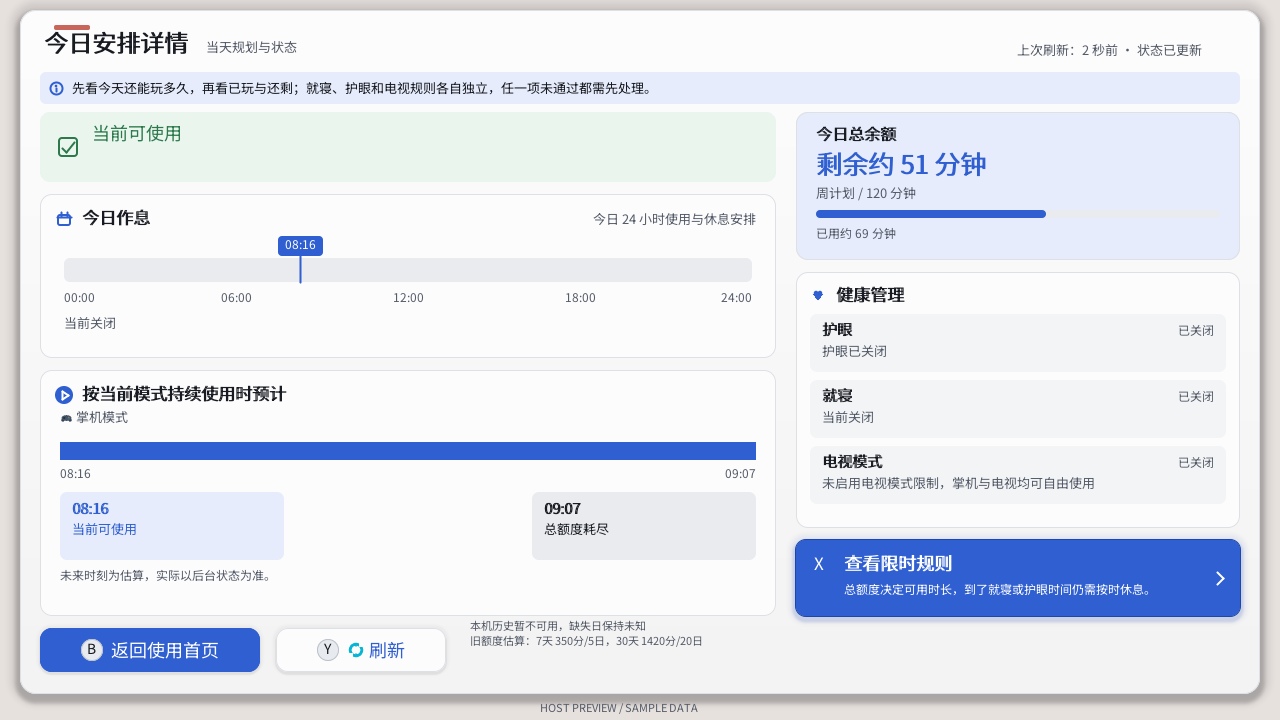 今日安排详情
当天规划与状态
上次刷新：2 秒前 · 状态已更新
先看今天还能玩多久，再看已玩与还剩；就寝、护眼和电视规则各自独立，任一项未通过都需先处理。
当前可使用
今日作息
今日 24 小时使用与休息安排
08:16
00:00 06:00 12:00 18:00 24:00
当前关闭
按当前模式持续使用时预计
掌机模式
08:16 09:07
08:16
当前可使用
09:07
总额度耗尽
未来时刻为估算，实际以后台状态为准。
今日总余额
剩余约 51 分钟
周计划 / 120 分钟
已用约 69 分钟
健康管理
护眼 已关闭
护眼已关闭
就寝 已关闭
当前关闭
电视模式 已关闭
未启用电视模式限制，掌机与电视均可自由使用
X 查看限时规则
总额度决定可用时长，到了就寝或护眼时间仍需按时休息。
B 返回使用首页
Y 刷新
本机历史暂不可用，缺失日保持未知
旧额度估算：7天 350分/5日，30天 1420分/20日
HOST PREVIEW / SAMPLE DATA